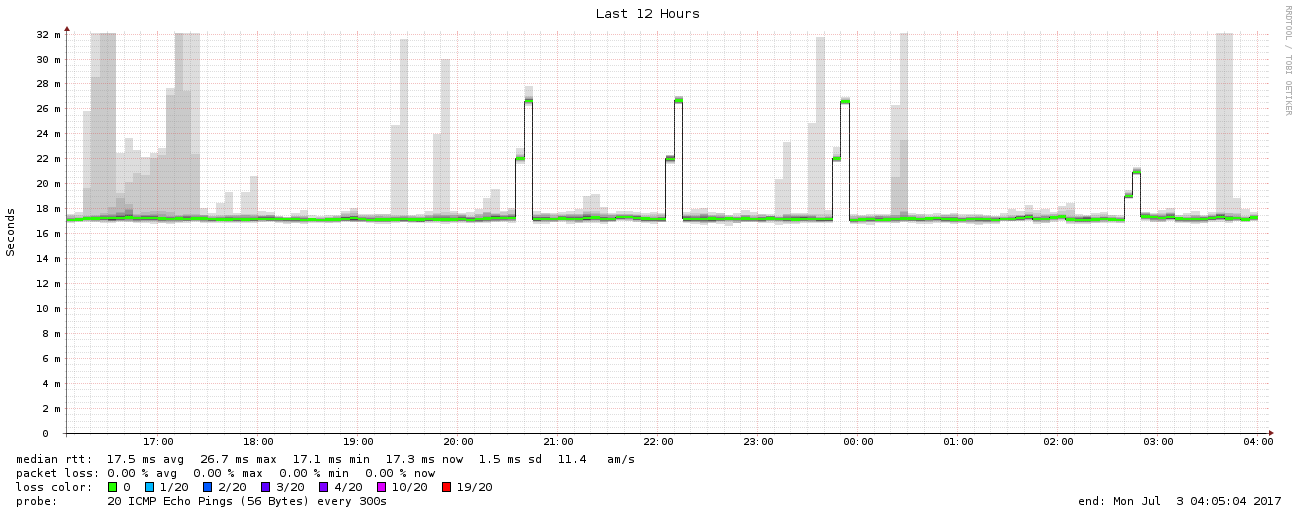 Last 12 Hours
RRDTOOL / TOBI OETIKER
Seconds
32 m
30 m
28 m
26 m
24 m
22 m
20 m
18 m
16 m
14 m
12 m
10 m
8 m
6 m
4 m
2 m
0
17:00 18:00 19:00 20:00 21:00 22:00 23:00 00:00 01:00 02:00 03:00 04:00
median rtt: 17.5 ms avg 26.7 ms max 17.1 ms min 17.3 ms now 1.5 ms sd 11.4 am/s
packet loss: 0.00 % avg 0.00 % max 0.00 % min 0.00 % now
loss color: 0 1/20 2/20 3/20 4/20 10/20 19/20
probe: 20 ICMP Echo Pings (56 Bytes) every 300s end: Mon Jul 3 04:05:04 2017